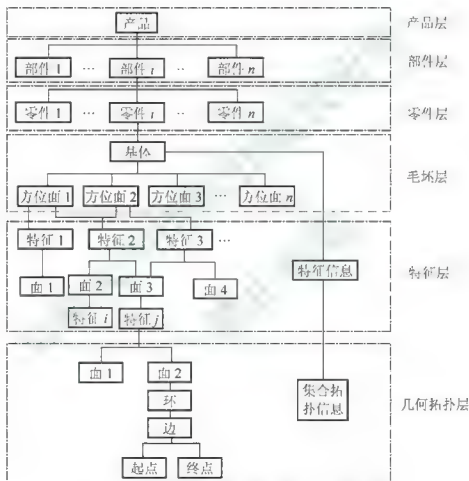 产品
产品层
部件 1 … 部件 i .. 部件 n
部件层
零件 1 … 零件 i .. 零件 n
零件层
基体
毛坯层
方位面 1 方位面 2 方位面 3 … 方位面 n
特征 1 特征 2 特征 3 …
特征信息
特征层
面 1 面 2 面 3 面 4
特征 i 特征 j
面 1 面 2
环
集合拓
扑信息
几何拓扑层
边
起点 终点